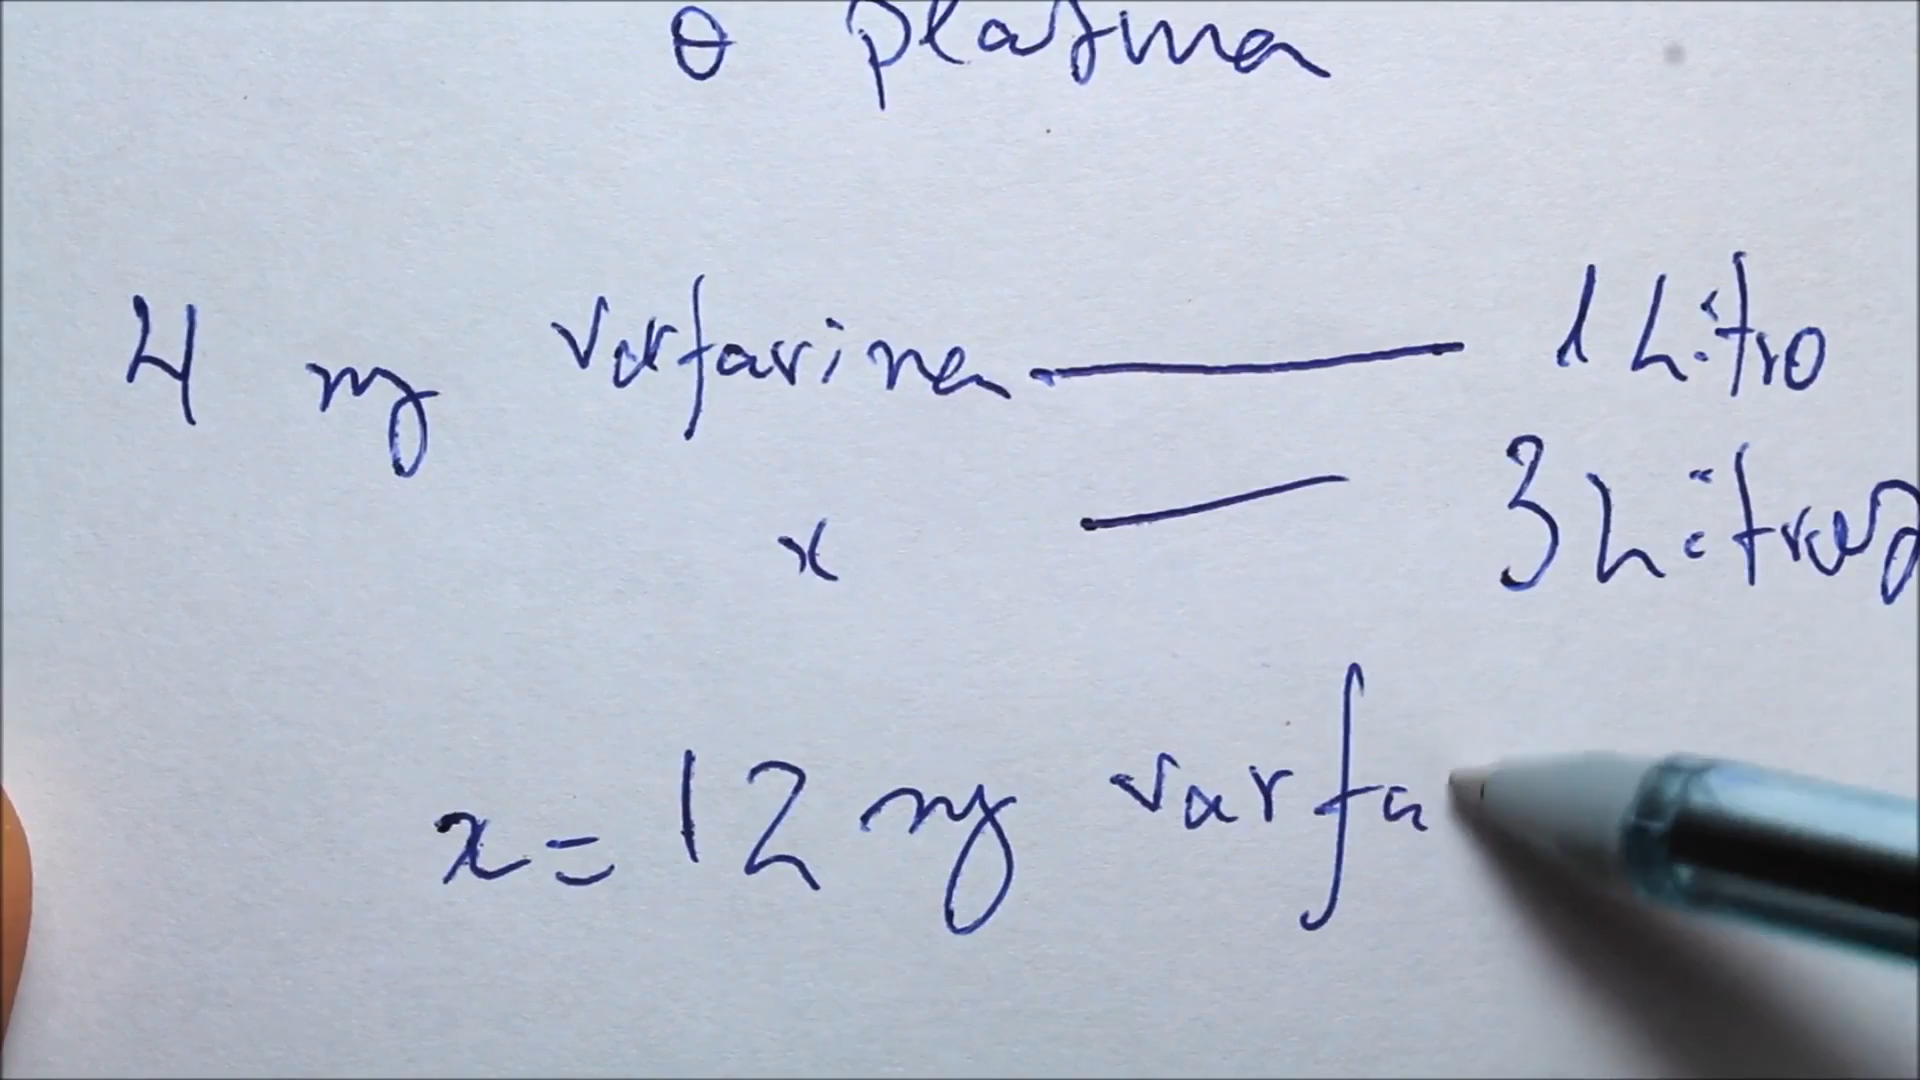 o plasma
4 mg varfarina — 1 Litro
x — 3 Litros
x = 12 mg varfa